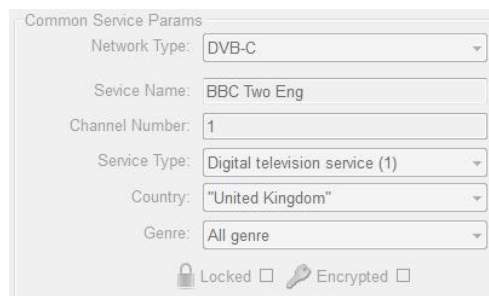 Common Service Params
Network Type: DVB-C
Sevice Name: BBC Two Eng
Channel Number: 1
Service Type: Digital television service (1)
Country: "United Kingdom"
Genre: All genre
Locked Encrypted